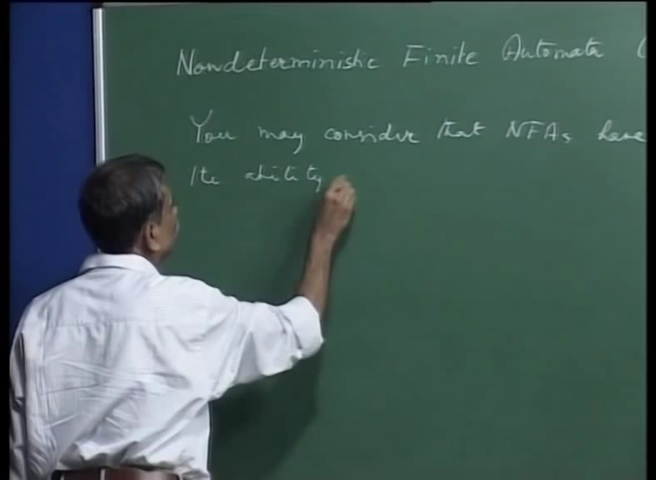 Nondeterministic Finite Automata (
You may consider that NFAs have
the ability